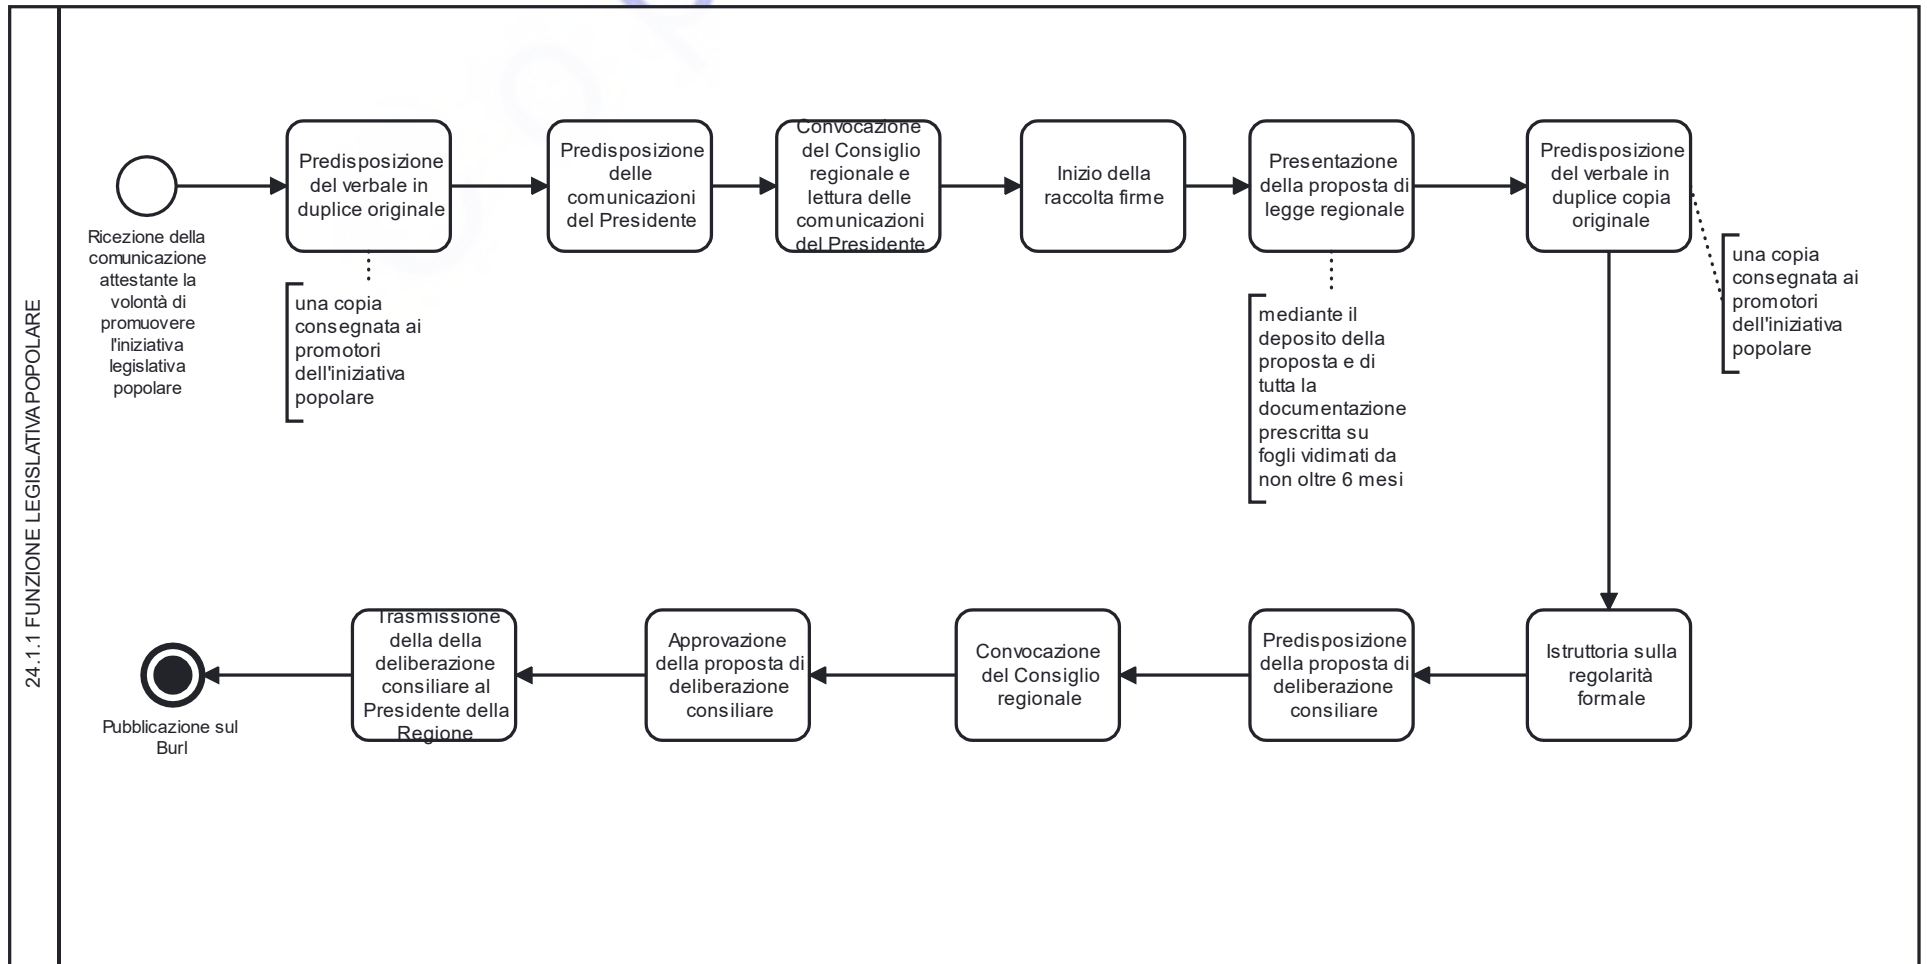 24.1.1 FUNZIONE LEGISLATIVA POPOLARE
Ricezione della
comunicazione
attestante la
volontà di
promuovere
l'iniziativa
legislativa
popolare
Predisposizione
del verbale in
duplice originale
una copia
consegnata ai
promotori
dell'iniziativa
popolare
Predisposizione
delle
comunicazioni
del Presidente
Convocazione
del Consiglio
regionale e
lettura delle
comunicazioni
del Presidente
Inizio della
raccolta firme
Presentazione
della proposta di
legge regionale
mediante il
deposito della
proposta e di
tutta la
documentazione
prescritta su
fogli vidimati da
non oltre 6 mesi
Predisposizione
del verbale in
duplice copia
originale
una copia
consegnata ai
promotori
dell'iniziativa
popolare
Istruttoria sulla
regolarità
formale
Predisposizione
della proposta di
deliberazione
consiliare
Convocazione
del Consiglio
regionale
Approvazione
della proposta di
deliberazione
consiliare
Trasmissione
della della
deliberazione
consiliare al
Presidente della
Regione
Pubblicazione sul
Burl